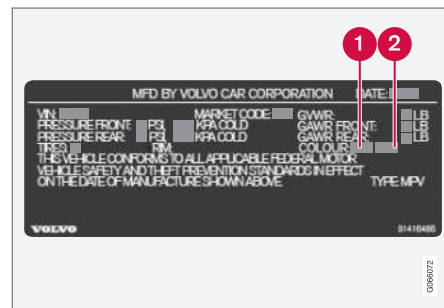 1 2
MFD BY VOLVO CAR CORPORATION DATE:
VIN: MARKET CODE: GVWR: LB
PRESSURE FRONT: PSI, KPA COLD GAWR FRONT: LB
PRESSURE REAR: PSI, KPA COLD GAWR REAR: LB
TIRES: RIM: COLOUR:
THIS VEHICLE CONFORMS TO ALL APPLICABLE FEDERAL MOTOR
VEHICLE SAFETY AND THEFT PREVENTION STANDARDS IN EFFECT
ON THE DATE OF MANUFACTURE SHOWN ABOVE. TYPE: MPV
VOLVO 31416486
G066072